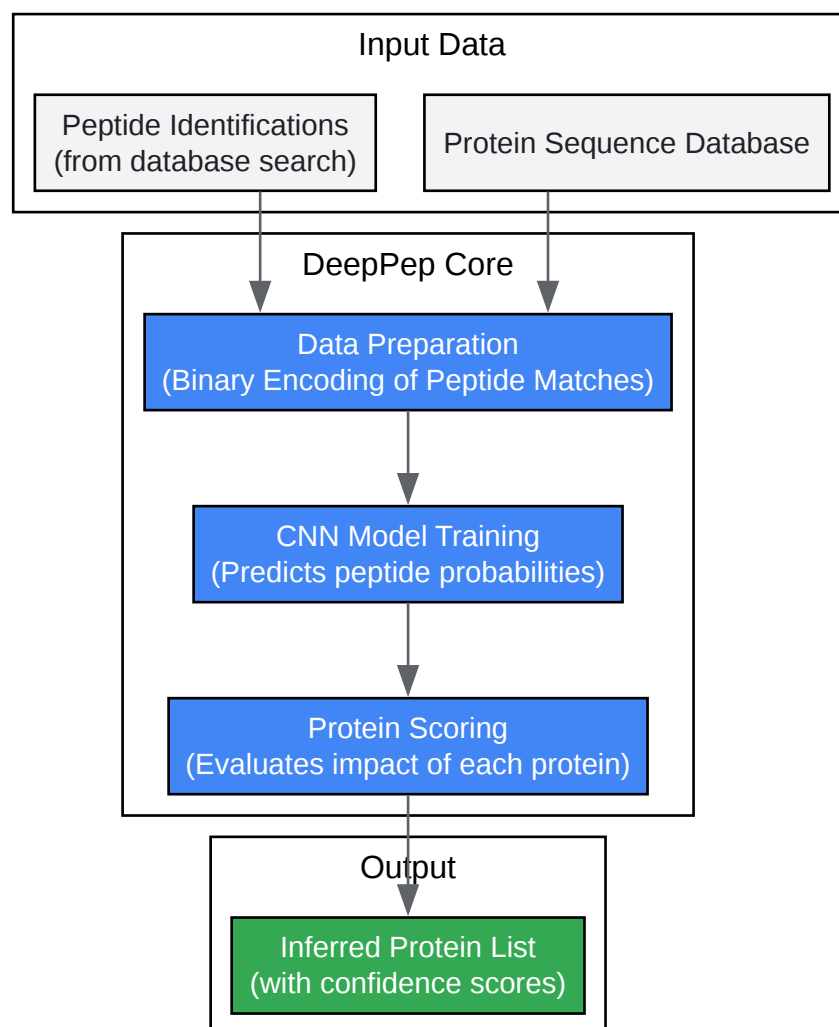 Input Data
Peptide Identifications
(from database search)
Protein Sequence Database
DeepPep Core
Data Preparation
(Binary Encoding of Peptide Matches)
CNN Model Training
(Predicts peptide probabilities)
Protein Scoring
(Evaluates impact of each protein)
Output
Inferred Protein List
(with confidence scores)